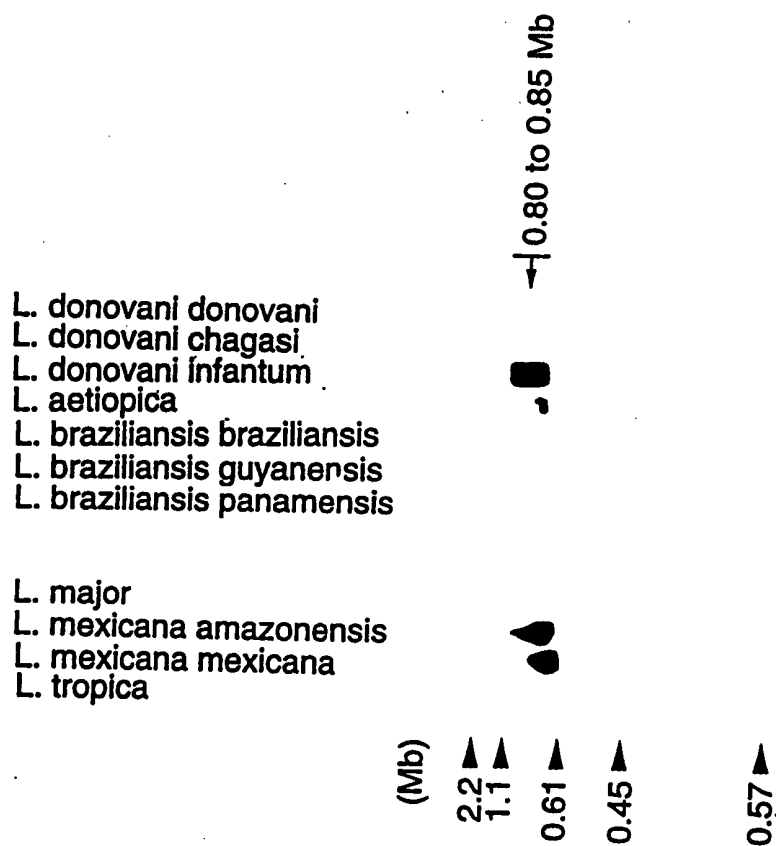 0.80 to 0.85 Mb
L. donovani donovani
L. donovani chagasi
L. donovani infantum
L. aetiopica
L. braziliansis braziliansis
L. braziliansis guyanensis
L. braziliansis panamensis
L. major
L. mexicana amazonensis
L. mexicana mexicana
L. tropica
(Mb)
2.2
1.1
0.61
0.45
0.57